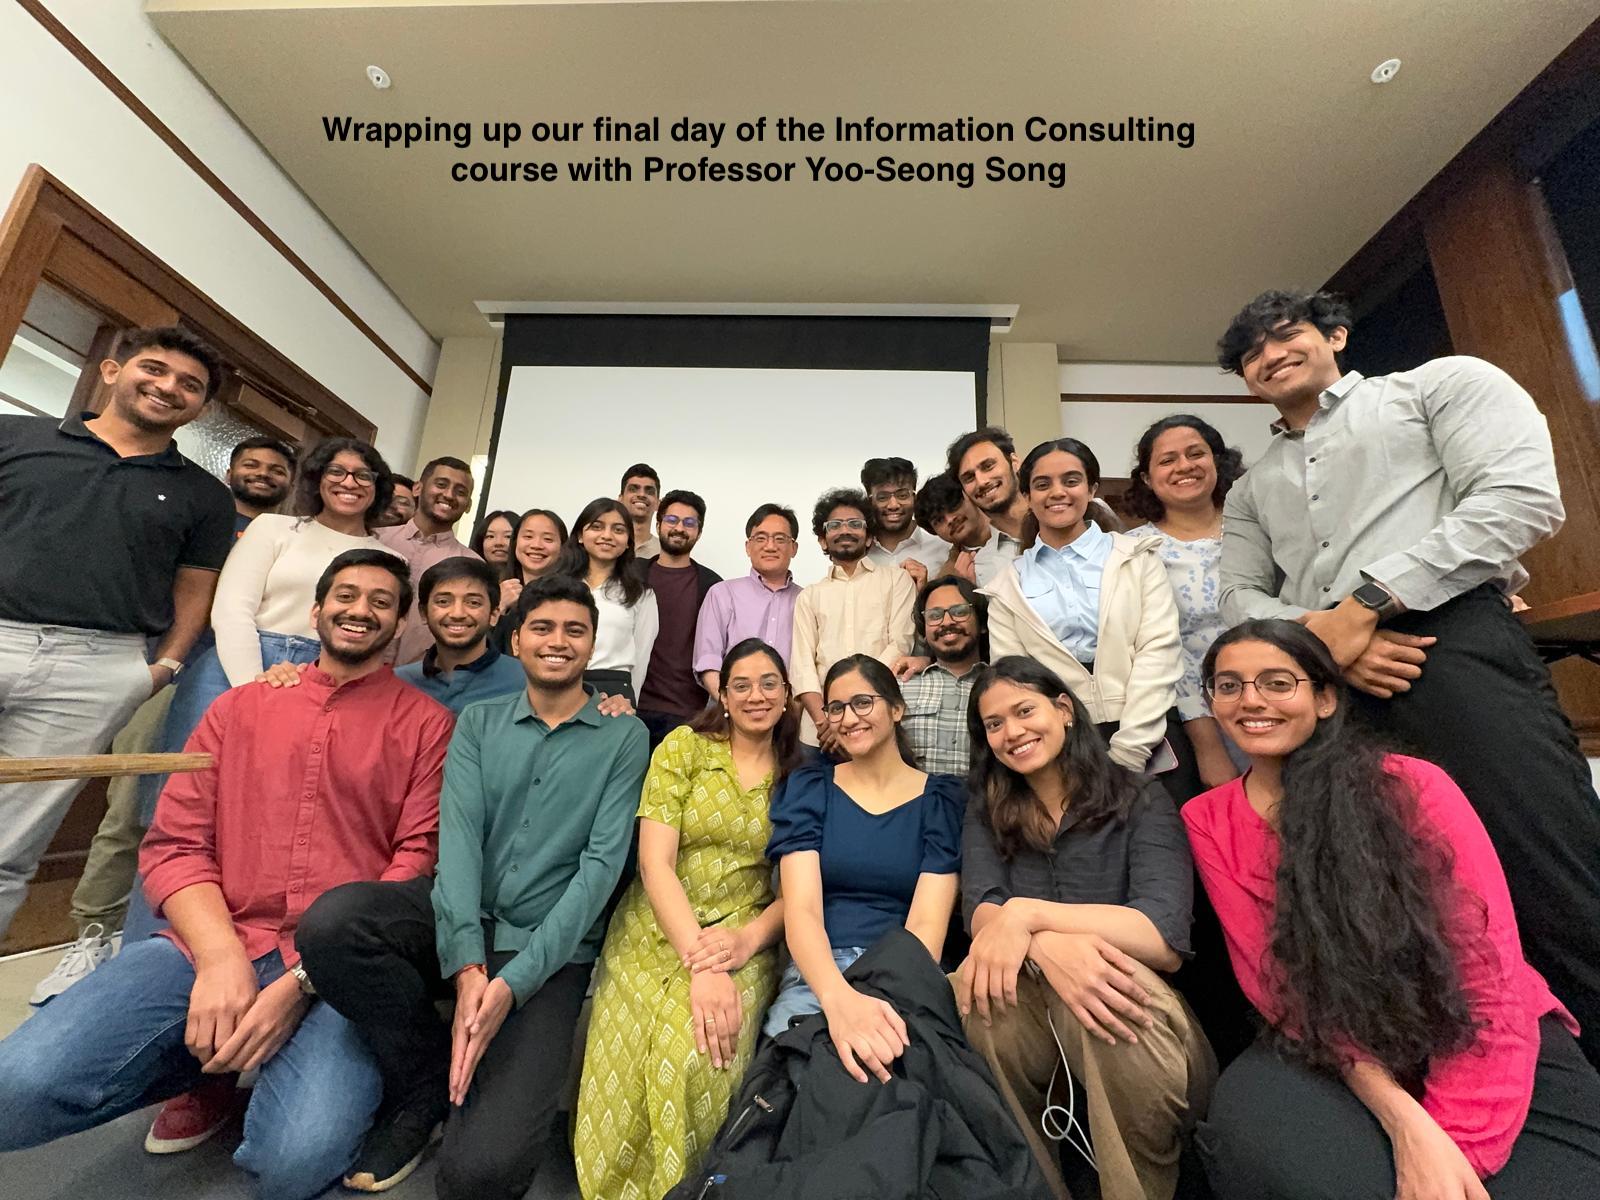 Wrapping up our final day of the Information Consulting
course with Professor Yoo-Seong Song